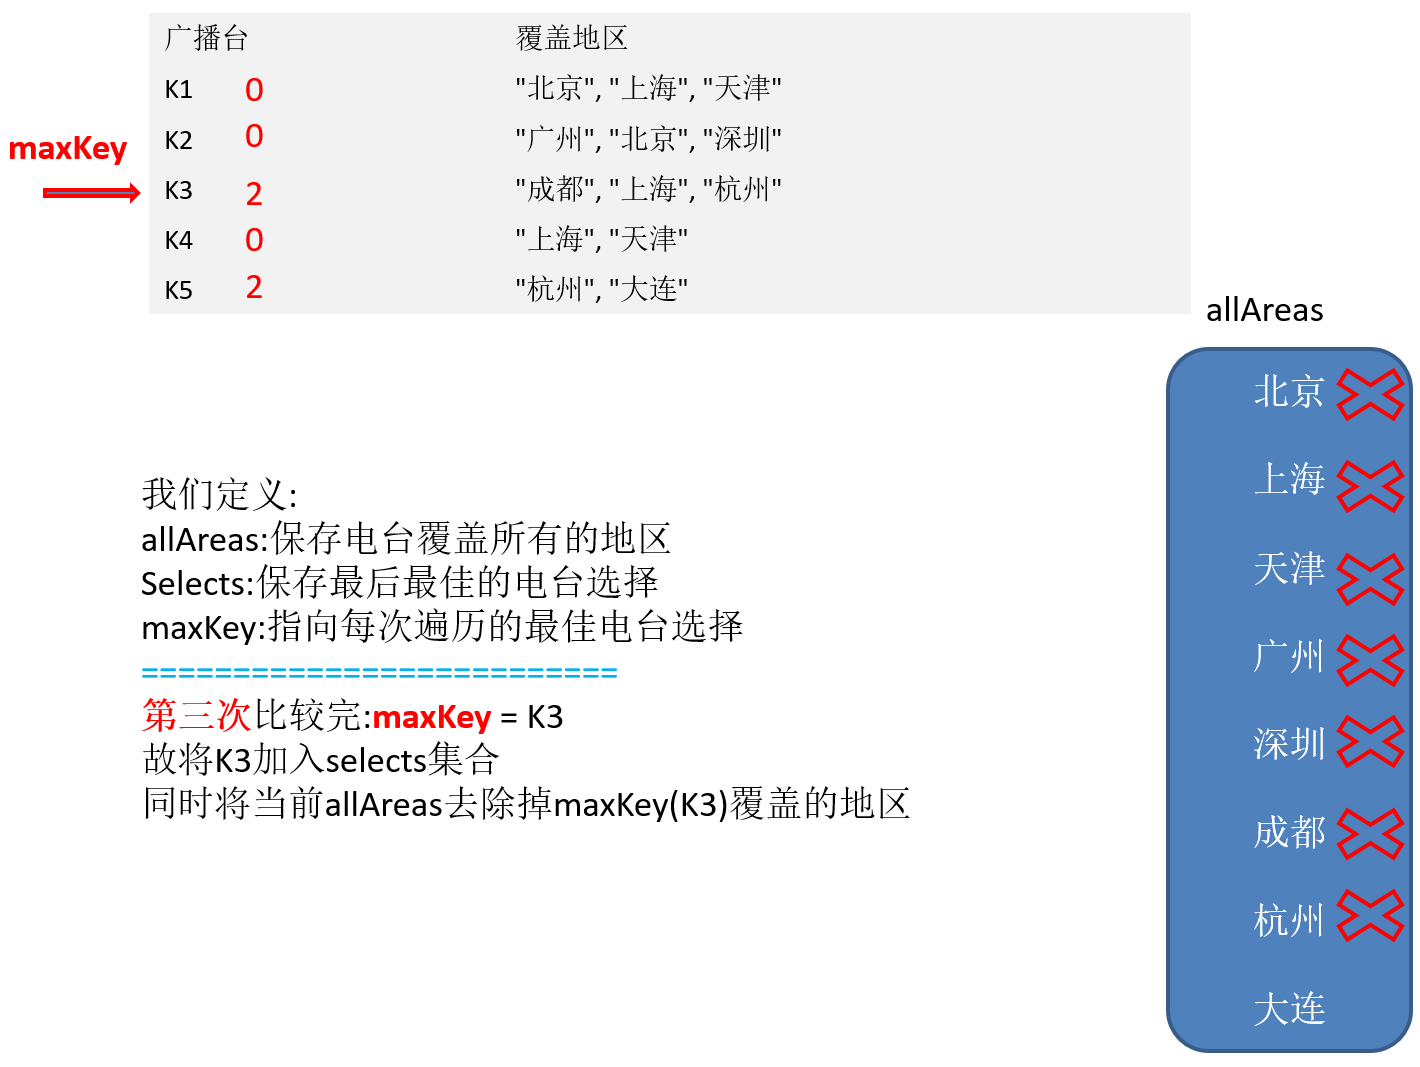 广播台 覆盖地区
K1 0 "北京", "上海", "天津"
K2 0 "广州", "北京", "深圳"
maxKey
K3 2 "成都", "上海", "杭州"
K4 0 "上海", "天津"
K5 2 "杭州", "大连"
allAreas
北京
上海
天津
广州
深圳
成都
杭州
大连
我们定义:
allAreas:保存电台覆盖所有的地区
Selects:保存最后最佳的电台选择
maxKey:指向每次遍历的最佳电台选择
==========================
第三次比较完:maxKey = K3
故将K3加入selects集合
同时将当前allAreas去除掉maxKey(K3)覆盖的地区